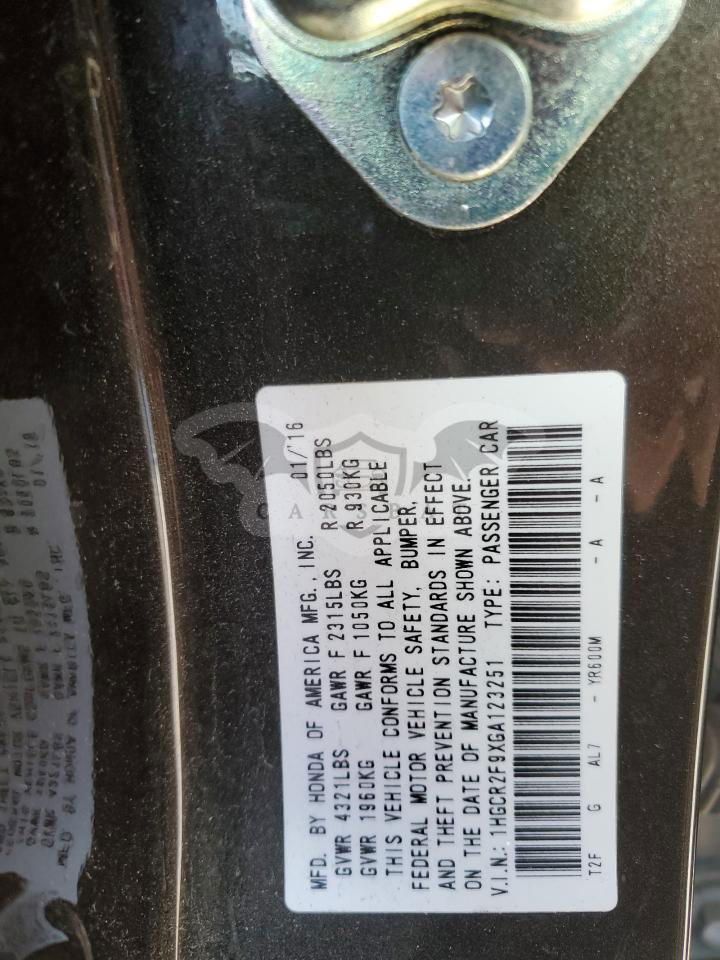 MFD. BY HONDA OF AMERICA MFG., INC. 01/'16
GVWR 4321LBS GAWR F 2315LBS R 2050LBS
GVWR 1960KG GAWR F 1050KG R 930KG
THIS VEHICLE CONFORMS TO ALL APPLICABLE
FEDERAL MOTOR VEHICLE SAFETY, BUMPER,
AND THEFT PREVENTION STANDARDS IN EFFECT
ON THE DATE OF MANUFACTURE SHOWN ABOVE.
V.I.N.: 1HGCR2F9XGA123251 TYPE: PASSENGER CAR
T2F G AL7 - YR600M - A - A